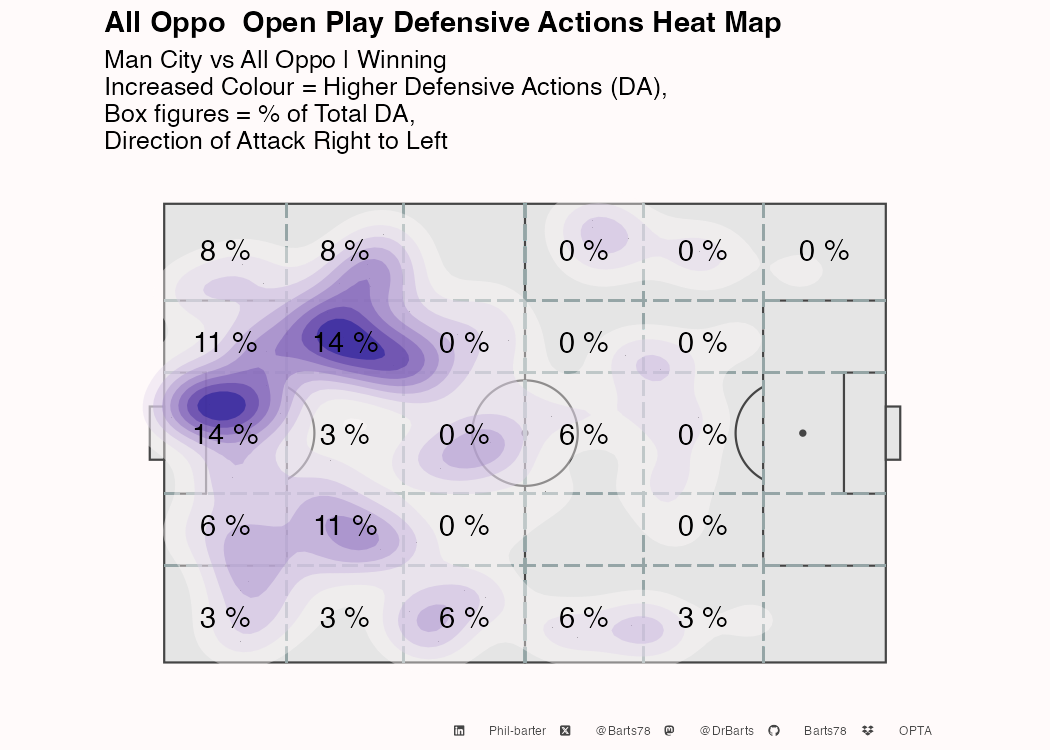 All Oppo  Open Play Defensive Actions Heat Map
Man City vs All Oppo | Winning
Increased Colour = Higher Defensive Actions (DA),
Box figures = % of Total DA,
Direction of Attack Right to Left
8 % 8 % 0 % 0 % 0 %
11 % 14 % 0 % 0 % 0 %
14 % 3 % 0 % 6 % 0 %
6 % 11 % 0 % 0 %
3 % 3 % 6 % 6 % 3 %
Phil-barter @Barts78 @DrBarts Barts78 OPTA